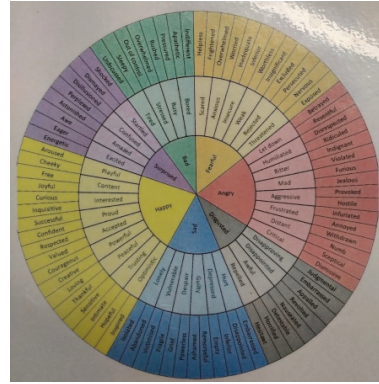 Bad
Fearful
Angry
Disgusted
Sad
Happy
Surprised
Bored
Busy
Stressed
Tired
Scared
Anxious
Insecure
Weak
Rejected
Threatened
Let down
Humiliated
Bitter
Mad
Aggressive
Frustrated
Distant
Critical
Disapproving
Disappointed
Awful
Repelled
Hurt
Depressed
Guilty
Despair
Vulnerable
Lonely
Optimistic
Trusting
Peaceful
Powerful
Accepted
Proud
Interested
Content
Playful
Excited
Amazed
Confused
Startled
Indifferent
Apathetic
Pressured
Rushed
Overwhelmed
Out of control
Sleepy
Unfocused
Helpless
Frightened
Overwhelmed
Worried
Inadequate
Inferior
Worthless
Insignificant
Excluded
Persecuted
Nervous
Exposed
Betrayed
Resentful
Disrespected
Ridiculed
Indignant
Violated
Furious
Jealous
Provoked
Hostile
Infuriated
Annoyed
Withdrawn
Numb
Sceptical
Dismissive
Judgmental
Embarrassed
Appalled
Revolted
Nauseated
Detestable
Horrified
Hesitant
Embarrassed
Disappointed
Inferior
Empty
Remorseful
Ashamed
Powerless
Grief
Fragile
Victimised
Abandoned
Isolated
Inspired
Hopeful
Intimate
Sensitive
Thankful
Loving
Creative
Courageous
Valued
Respected
Confident
Successful
Inquisitive
Curious
Joyful
Free
Cheeky
Aroused
Energetic
Eager
Awe
Astonished
Perplexed
Disillusioned
Dismayed
Shocked